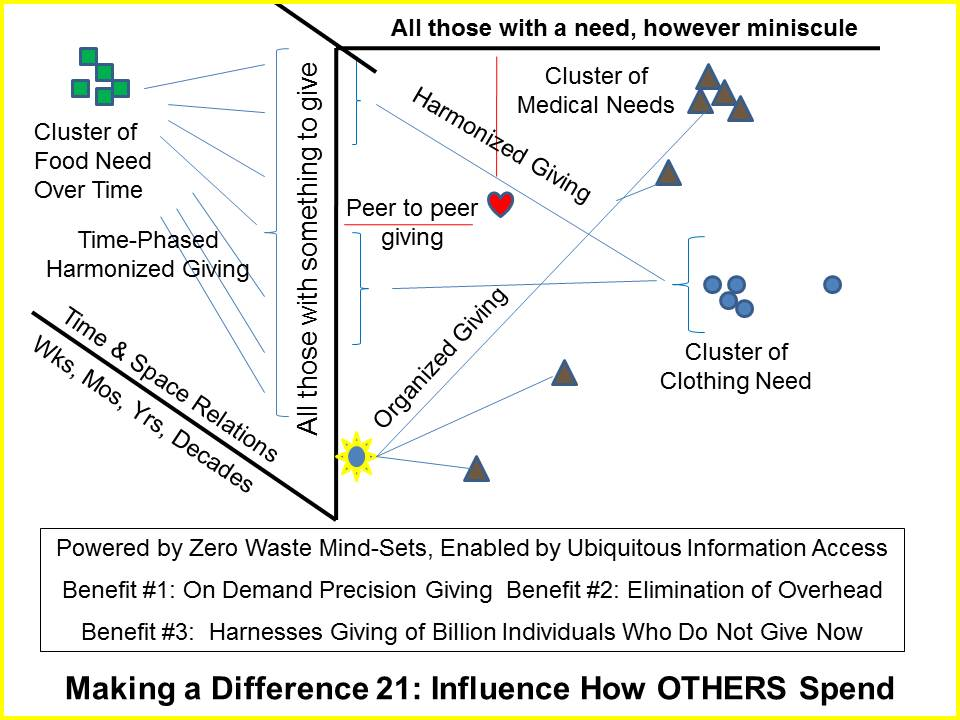 All those with a need, however miniscule
Cluster of
Medical Needs
Harmonized Giving
Cluster of
Food Need
Over Time
All those with something to give
Peer to peer
giving
Time-Phased
Harmonized Giving
Organized Giving
Time & Space Relations
Wks, Mos, Yrs, Decades
Cluster of
Clothing Need
Powered by Zero Waste Mind-Sets, Enabled by Ubiquitous Information Access
Benefit #1: On Demand Precision Giving  Benefit #2: Elimination of Overhead
Benefit #3:  Harnesses Giving of Billion Individuals Who Do Not Give Now
Making a Difference 21: Influence How OTHERS Spend